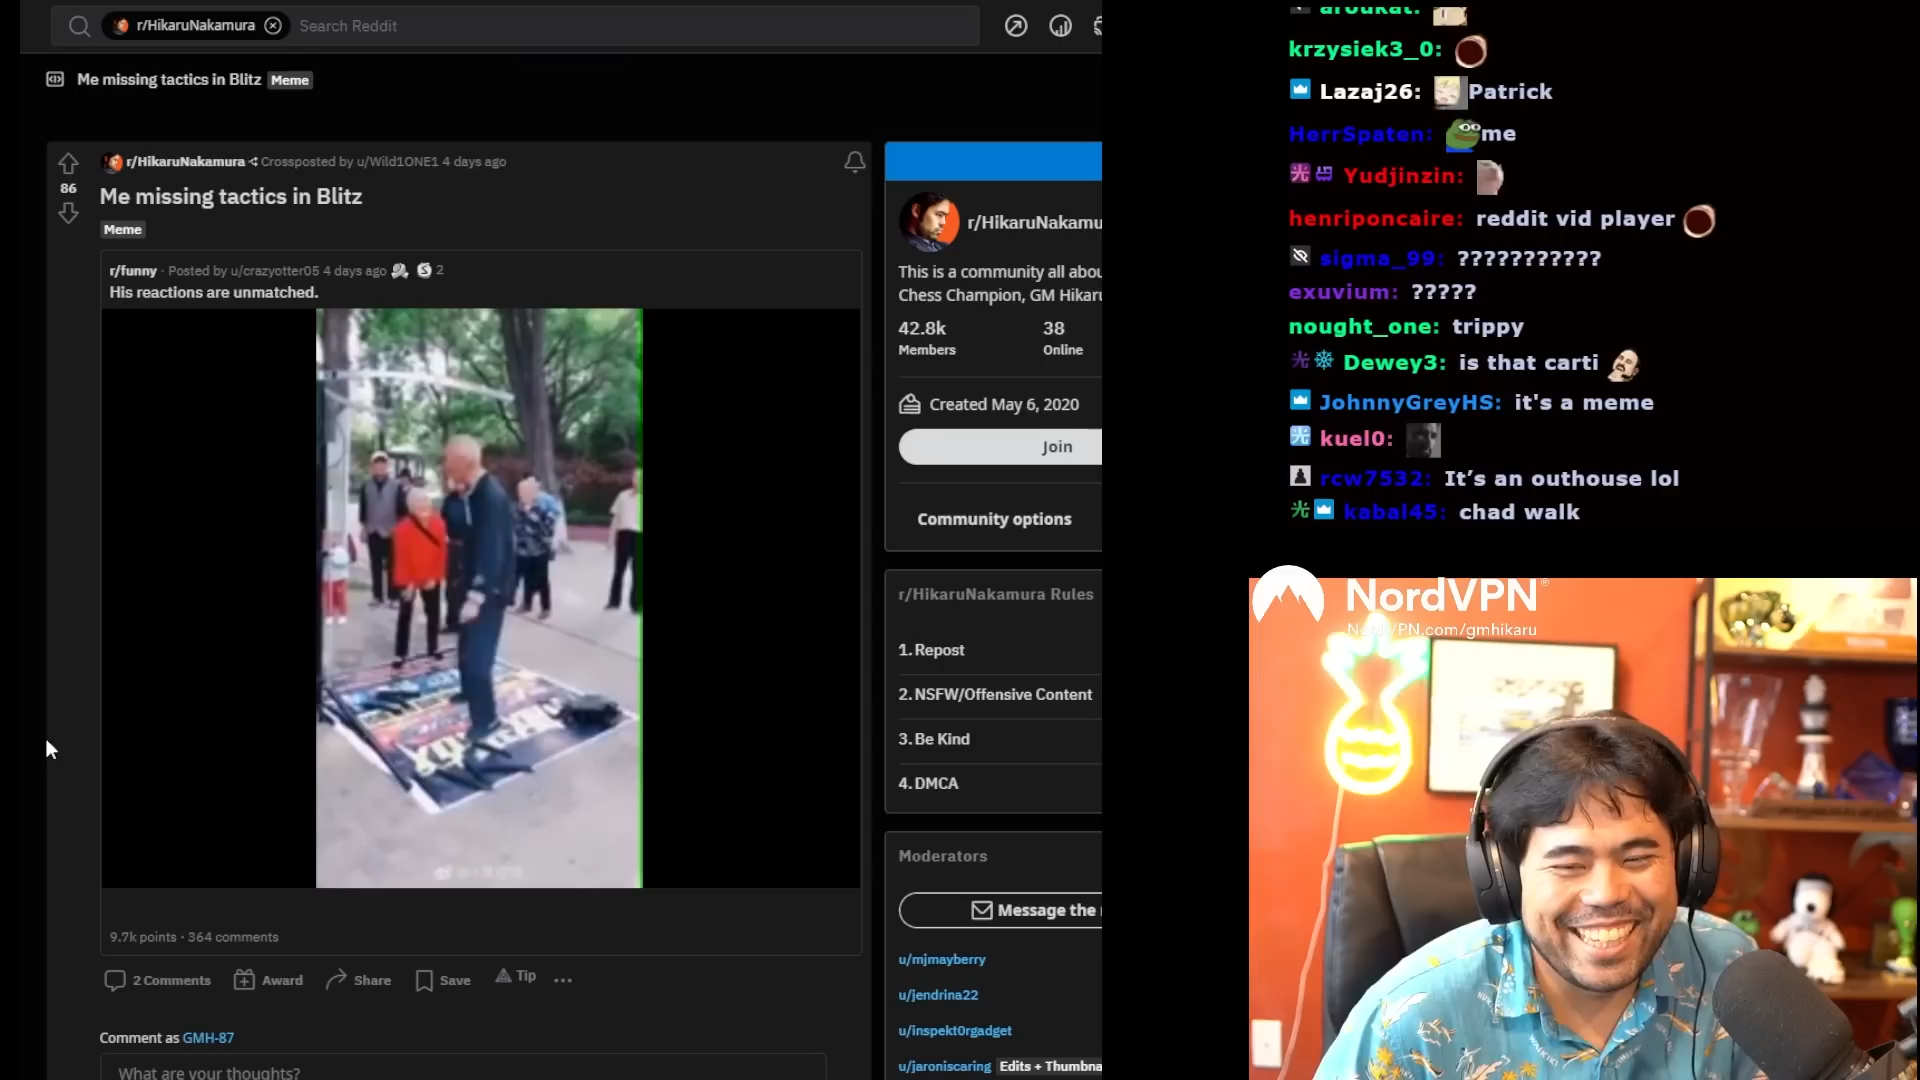 r/HikaruNakamura
Search Reddit
Me missing tactics in Blitz Meme
r/HikaruNakamura Crossposted by u/Wild1ONE1 4 days ago
86
Me missing tactics in Blitz
Meme
r/funny · Posted by u/crazyotter05 4 days ago 2
His reactions are unmatched.
9.7k points · 364 comments
2 Comments Award Share Save Tip ...
Comment as GMH-87
What are your thoughts?
r/HikaruNakamu
This is a community all abou
Chess Champion, GM Hikaru
42.8k 38
Members Online
Created May 6, 2020
Join
Community options
r/HikaruNakamura Rules
1. Repost
2. NSFW/Offensive Content
3. Be Kind
4. DMCA
Moderators
Message the
u/mjmayberry
u/jendrina22
u/inspekt0rgadget
u/jaroniscaring Edits + Thumbna
aroukat:
krzysiek3_0:
Lazaj26: Patrick
HerrSpaten: me
光 Yudjinzin:
henriponcaire: reddit vid player
sigma_99: ???????????
exuvium: ?????
nought_one: trippy
光 Dewey3: is that carti
JohnnyGreyHS: it's a meme
光 kuel0:
rcw7532: It’s an outhouse lol
光 kabal45: chad walk
NordVPN®
NordVPN.com/gmhikaru